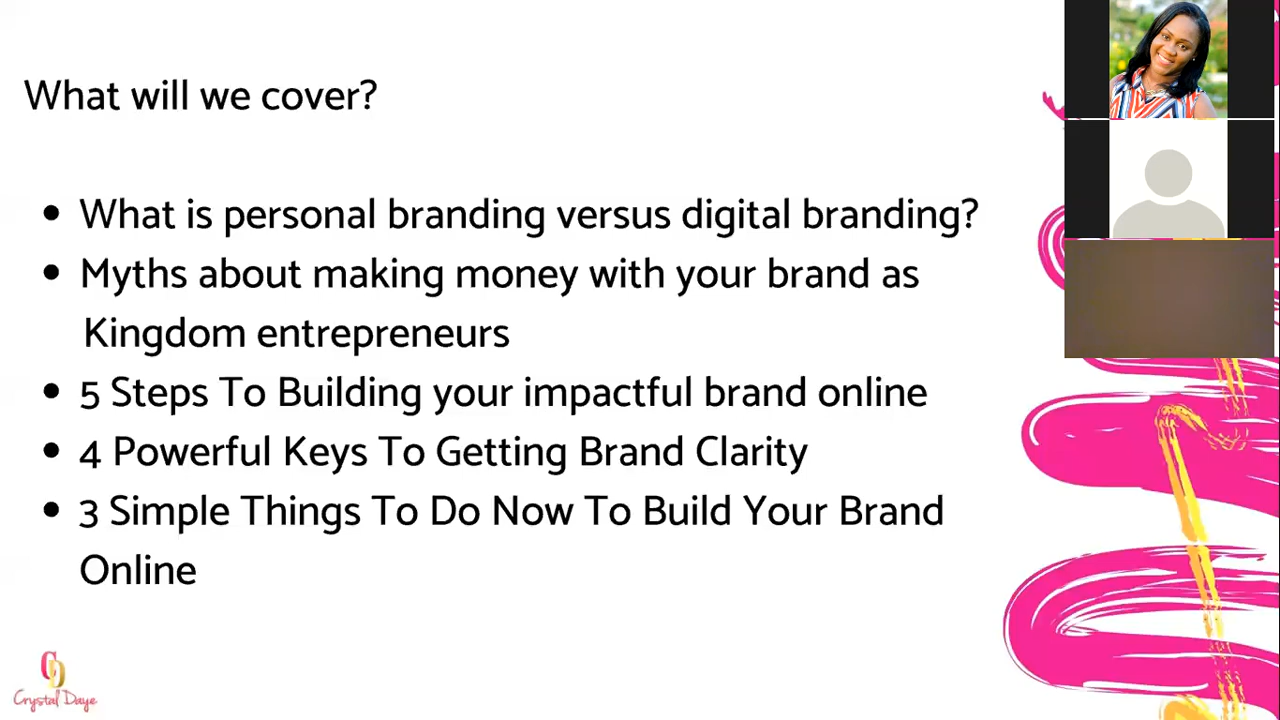 What will we cover?
• What is personal branding versus digital branding?
• Myths about making money with your brand as
Kingdom entrepreneurs
• 5 Steps To Building your impactful brand online
• 4 Powerful Keys To Getting Brand Clarity
• 3 Simple Things To Do Now To Build Your Brand
Online
CD
Crystal Daye